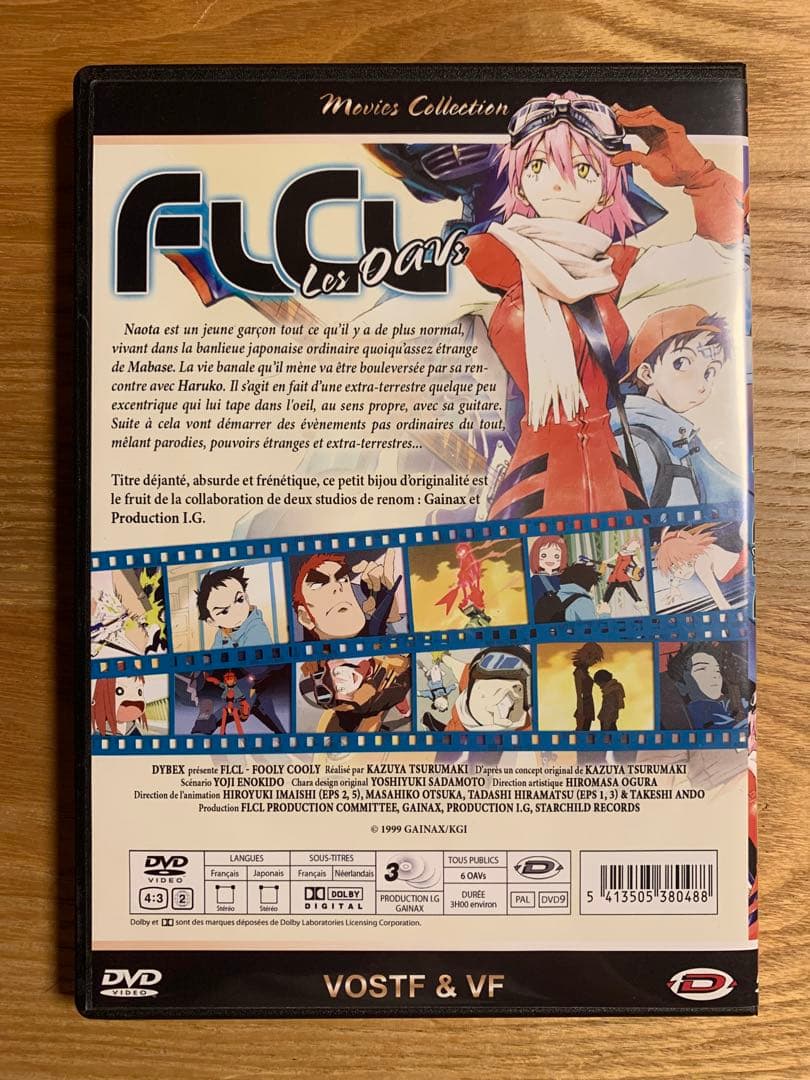 Movies Collection
FLCL
Les OAVs
Naota est un jeune garçon tout ce qu'il y a de plus normal,
vivant dans la banlieue japonaise ordinaire quoiqu'assez étrange
de Mabase. La vie banale qu'il mène va être bouleversée par sa ren-
contre avec Haruko. Il s'agit en fait d'une extra-terrestre quelque peu
excentrique qui lui tape dans l'oeil, au sens propre, avec sa guitare.
Suite à cela vont démarrer des évènements pas ordinaires du tout,
mêlant parodies, pouvoirs étranges et extra-terrestres...
Titre déjanté, absurde et frénétique, ce petit bijou d'originalité est
le fruit de la collaboration de deux studios de renom : Gainax et
Production I.G.
DYBEX présente FLCL - FOOLY COOLY Réalisé par KAZUYA TSURUMAKI D'après un concept original de KAZUYA TSURUMAKI
Scénario YOJI ENOKIDO Chara design original YOSHIYUKI SADAMOTO Direction artistique HIROMASA OGURA
Direction de l'animation HIROYUKI IMAISHI (EPS 2, 5), MASAHIKO OTSUKA, TADASHI HIRAMATSU (EPS 1, 3) & TAKESHI ANDO
Production FLCL PRODUCTION COMMITTEE, GAINAX, PRODUCTION I.G, STARCHILD RECORDS
© 1999 GAINAX/KGI
DVD VIDEO
4:3
2
LANGUES
Français
Japonais
Stéréo
Stéréo
SOUS-TITRES
Français
Néerlandais
DOLBY DIGITAL
3
PRODUCTION I.G
GAINAX
TOUS PUBLICS
6 OAVs
DURÉE
3H00 environ
D
PAL
DVD9
5 413505 380488
Dolby et sont des marques déposées de Dolby Laboratories Licensing Corporation.
DVD VIDEO
VOSTF & VF
D